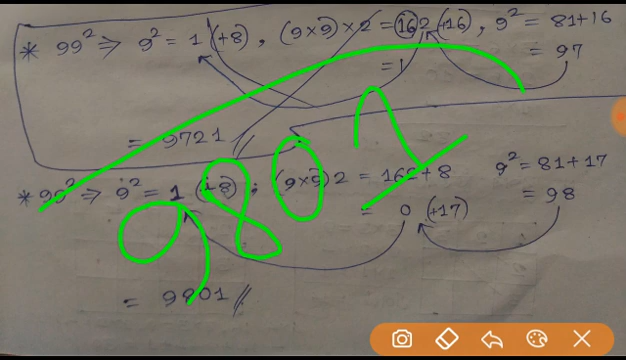 * 99² ⇒ 9² = 1 (+8), (9×9)×2 = 162 (+16), 9² = 81+16
= 1 = 97
= 9721
* 99² ⇒ 9² = 1 (+8); (9×9)2 = 162+8 9² = 81+17
= 0 (+17) = 98
= 9801
9801